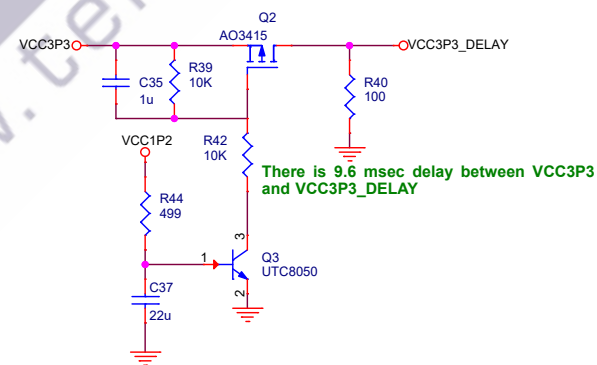 Q2
AO3415
VCC3P3
VCC3P3_DELAY
C35
1u
R39
10K
R40
100
VCC1P2
R42
10K
There is 9.6 msec delay between VCC3P3
and VCC3P3_DELAY
R44
499
3
1
Q3
UTC8050
2
C37
22u